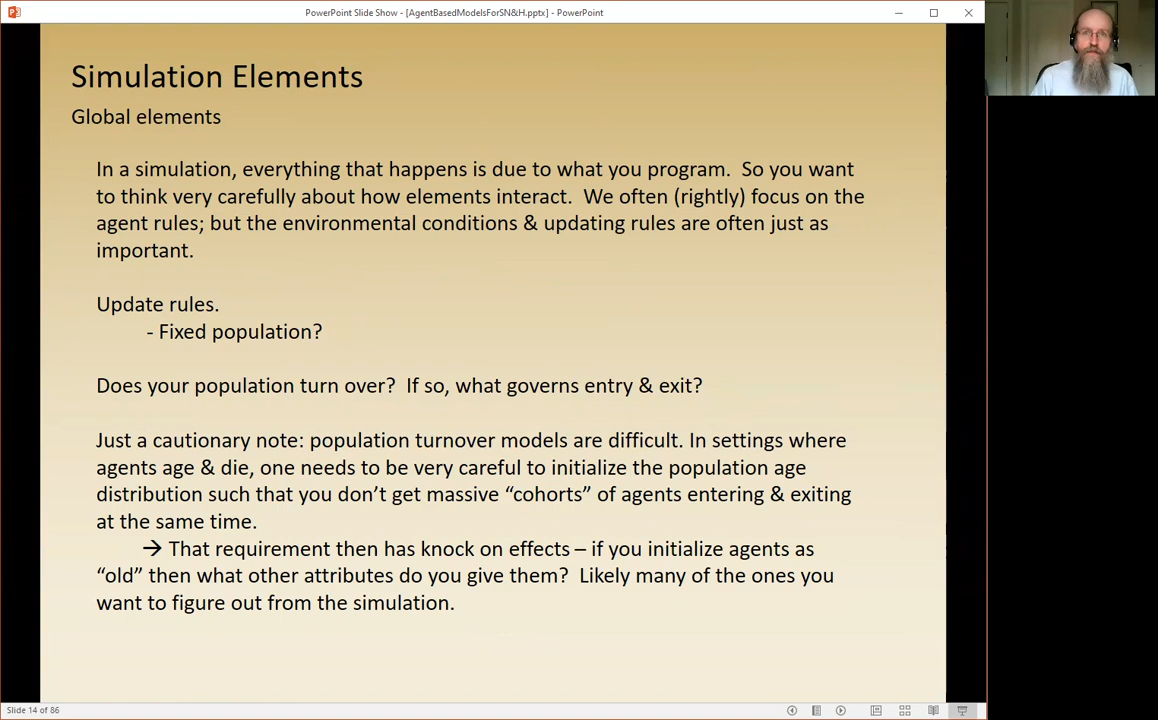 PowerPoint Slide Show - [AgentBasedModelsForSN&H.pptx] - PowerPoint
Simulation Elements
Global elements
In a simulation, everything that happens is due to what you program. So you want
to think very carefully about how elements interact. We often (rightly) focus on the
agent rules; but the environmental conditions & updating rules are often just as
important.
Update rules.
- Fixed population?
Does your population turn over? If so, what governs entry & exit?
Just a cautionary note: population turnover models are difficult. In settings where
agents age & die, one needs to be very careful to initialize the population age
distribution such that you don’t get massive “cohorts” of agents entering & exiting
at the same time.
→ That requirement then has knock on effects – if you initialize agents as
“old” then what other attributes do you give them? Likely many of the ones you
want to figure out from the simulation.
Slide 14 of 86